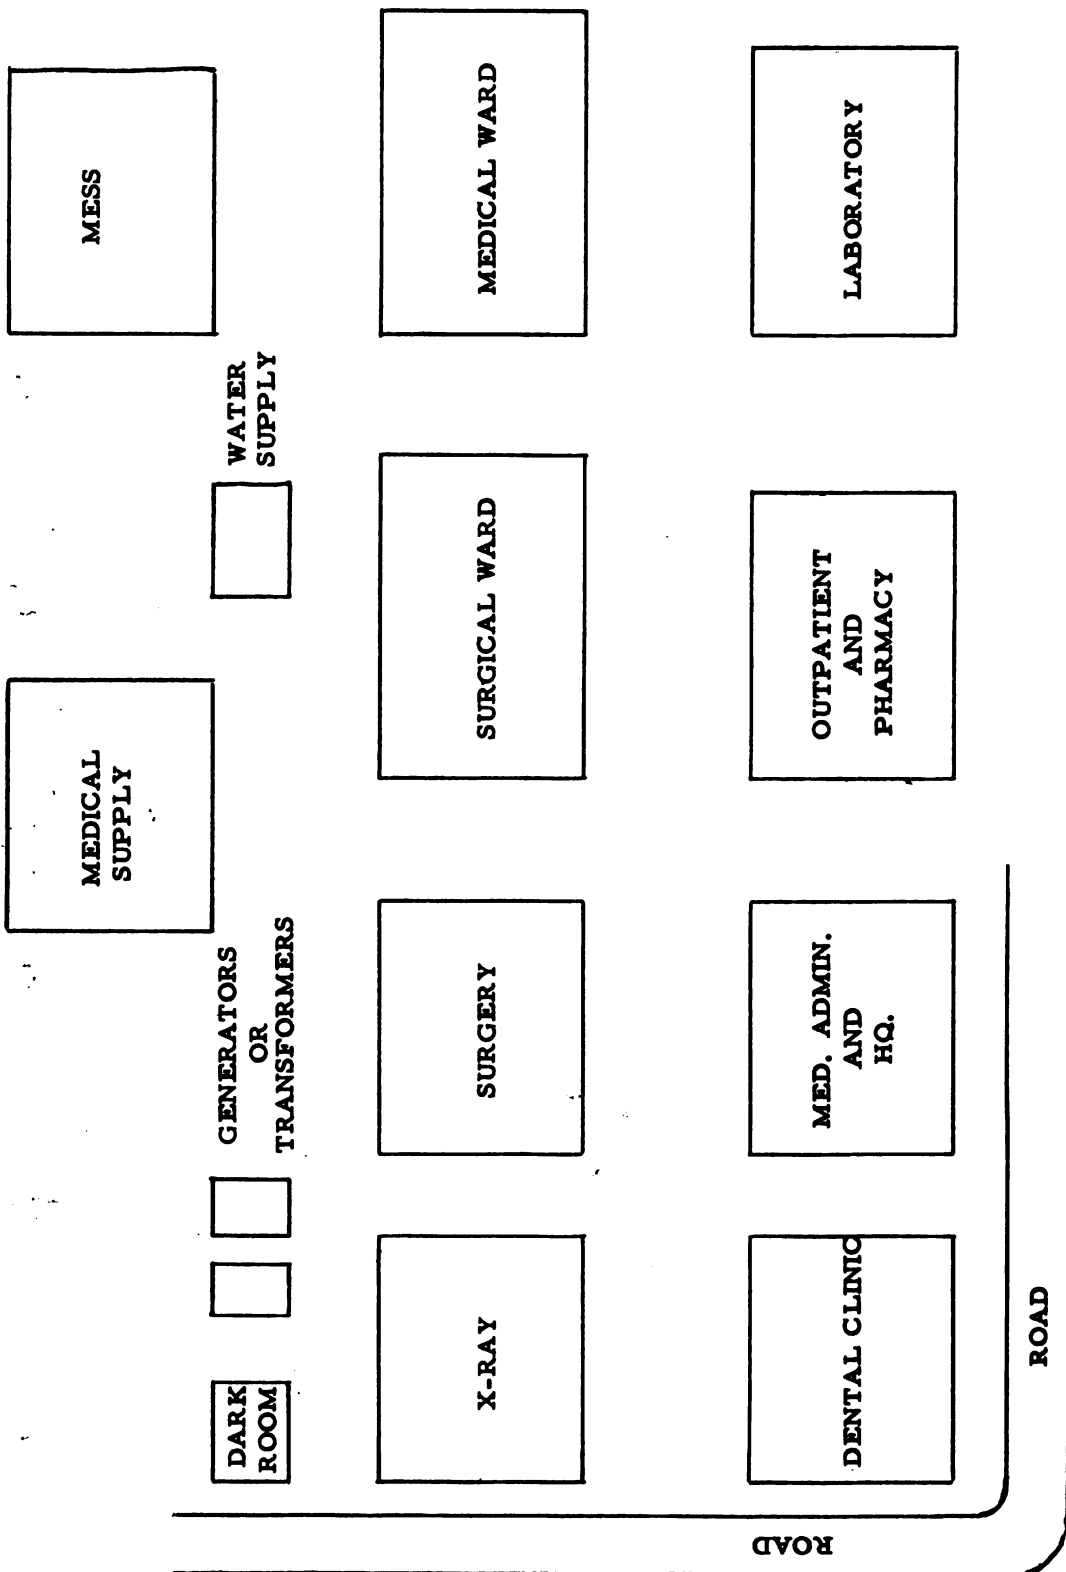 MEDICAL
SUPPLY
MESS
DARK
ROOM
GENERATORS
OR
TRANSFORMERS
WATER
SUPPLY
X-RAY
SURGERY
SURGICAL WARD
MEDICAL WARD
DENTAL CLINIC
MED. ADMIN.
AND
HQ.
OUTPATIENT
AND
PHARMACY
LABORATORY
ROAD
ROAD